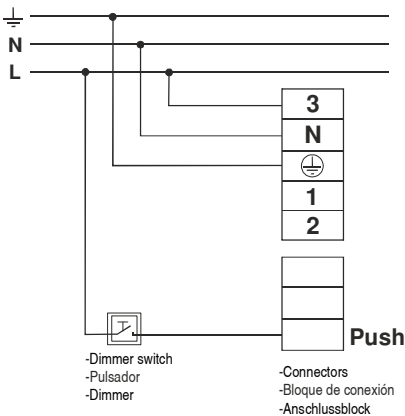 N
L
3
N
1
2
Push
-Dimmer switch
-Pulsador
-Dimmer
-Connectors
-Bloque de conexión
-Anschlussblock